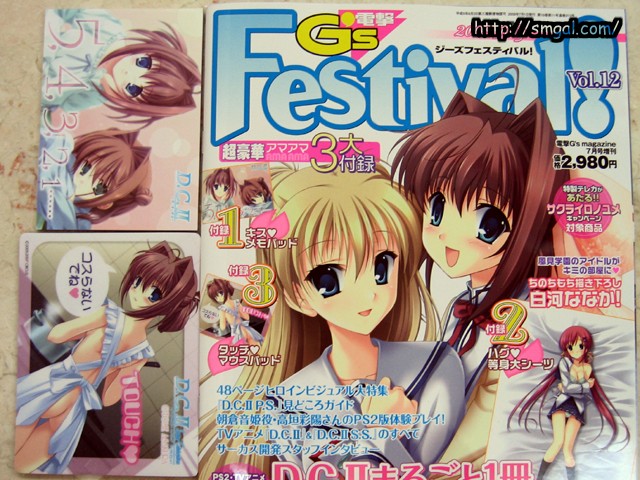 http://smgal.com/
電撃
G's
Festival!
ジーズフェスティバル!
Vol.12
電撃G's magazine
7月号増刊
価格2,980円
超豪華アマアマ3大付録
AMA AMA
特製テレカが
あたる!!
サクライロノユメ
キャンペーン
対象商品
付録1
キス♥
メモパッド
付録3
タッチ♥
マウスパッド
風見学園のアイドルが
キミの部屋に♥
ちのちもち描き下ろし
白河ななか!
付録2
ハグ♥
等身大シーツ
48ページヒロインビジュアル大特集
『D.C.II P.S.』見どころガイド
朝倉音姫役・高垣彩陽さんのPS2版体験プレイ!
TVアニメ『D.C.II』&『D.C.II S.S.』のすべて
サーカス開発スタッフインタビュー
PS2・TVアニメ
D.C.IIまるごと1冊
5.4.3.2.1......
D.C.II
コスらない
でね♥
TOUCH♥
D.C.II